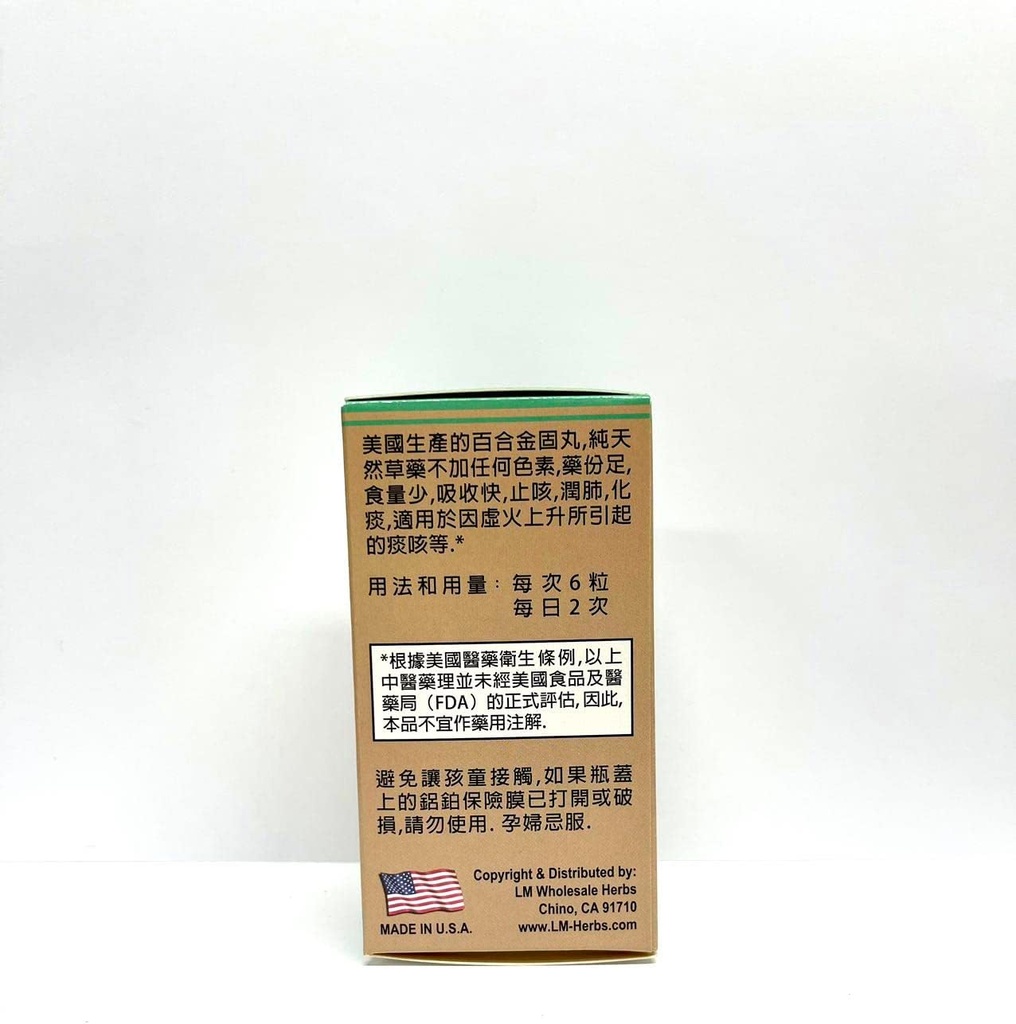 美國生產的百合金固丸,純天
然草藥不加任何色素,藥份足,
食量少,吸收快,止咳,潤肺,化
痰,適用於因虛火上升所引起
的痰咳等.*
用法和用量：每次6粒
每日2次
*根據美國醫藥衛生條例,以上
中醫藥理並未經美國食品及醫
藥局（FDA）的正式評估,因此,
本品不宜作藥用注解.
避免讓孩童接觸,如果瓶蓋
上的鋁鉑保險膜已打開或破
損,請勿使用. 孕婦忌服.
Copyright & Distributed by:
LM Wholesale Herbs
Chino, CA 91710
MADE IN U.S.A. www.LM-Herbs.com